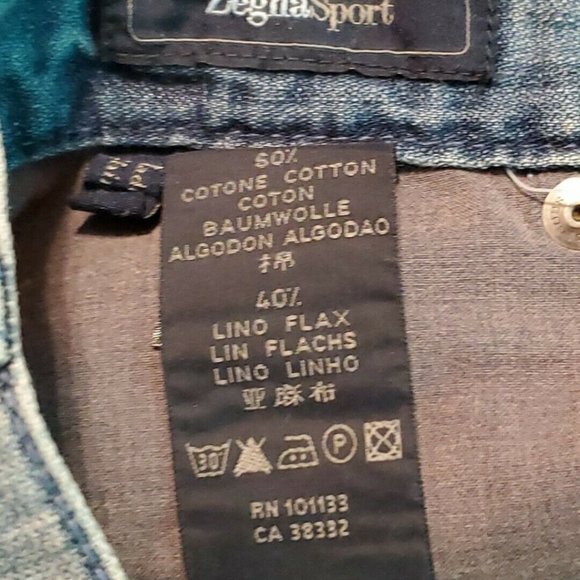 ZegnaSport
60%
COTONE COTTON
COTON
BAUMWOLLE
ALGODON ALGODAO
棉
40%
LINO FLAX
LIN FLACHS
LINO LINHO
亚麻布
30°
P
RN 101133
CA 38332